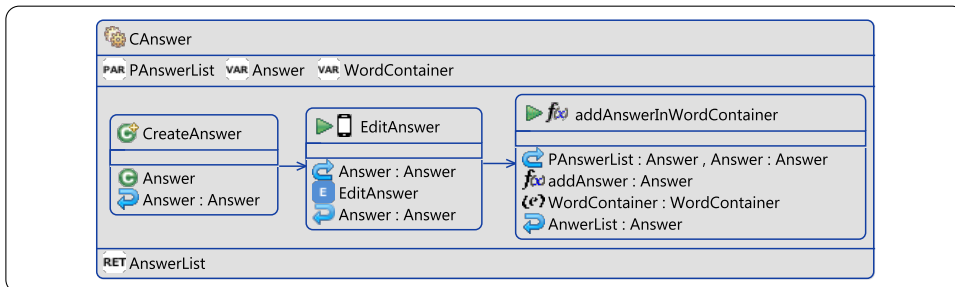 CAnswer
PAR PAnswerList VAR Answer VAR WordContainer
CreateAnswer
Answer
Answer : Answer
EditAnswer
Answer : Answer
E EditAnswer
Answer : Answer
f(x) addAnswerInWordContainer
PAnswerList : Answer , Answer : Answer
f(x) addAnswer : Answer
(e) WordContainer : WordContainer
AnwerList : Answer
RET AnswerList